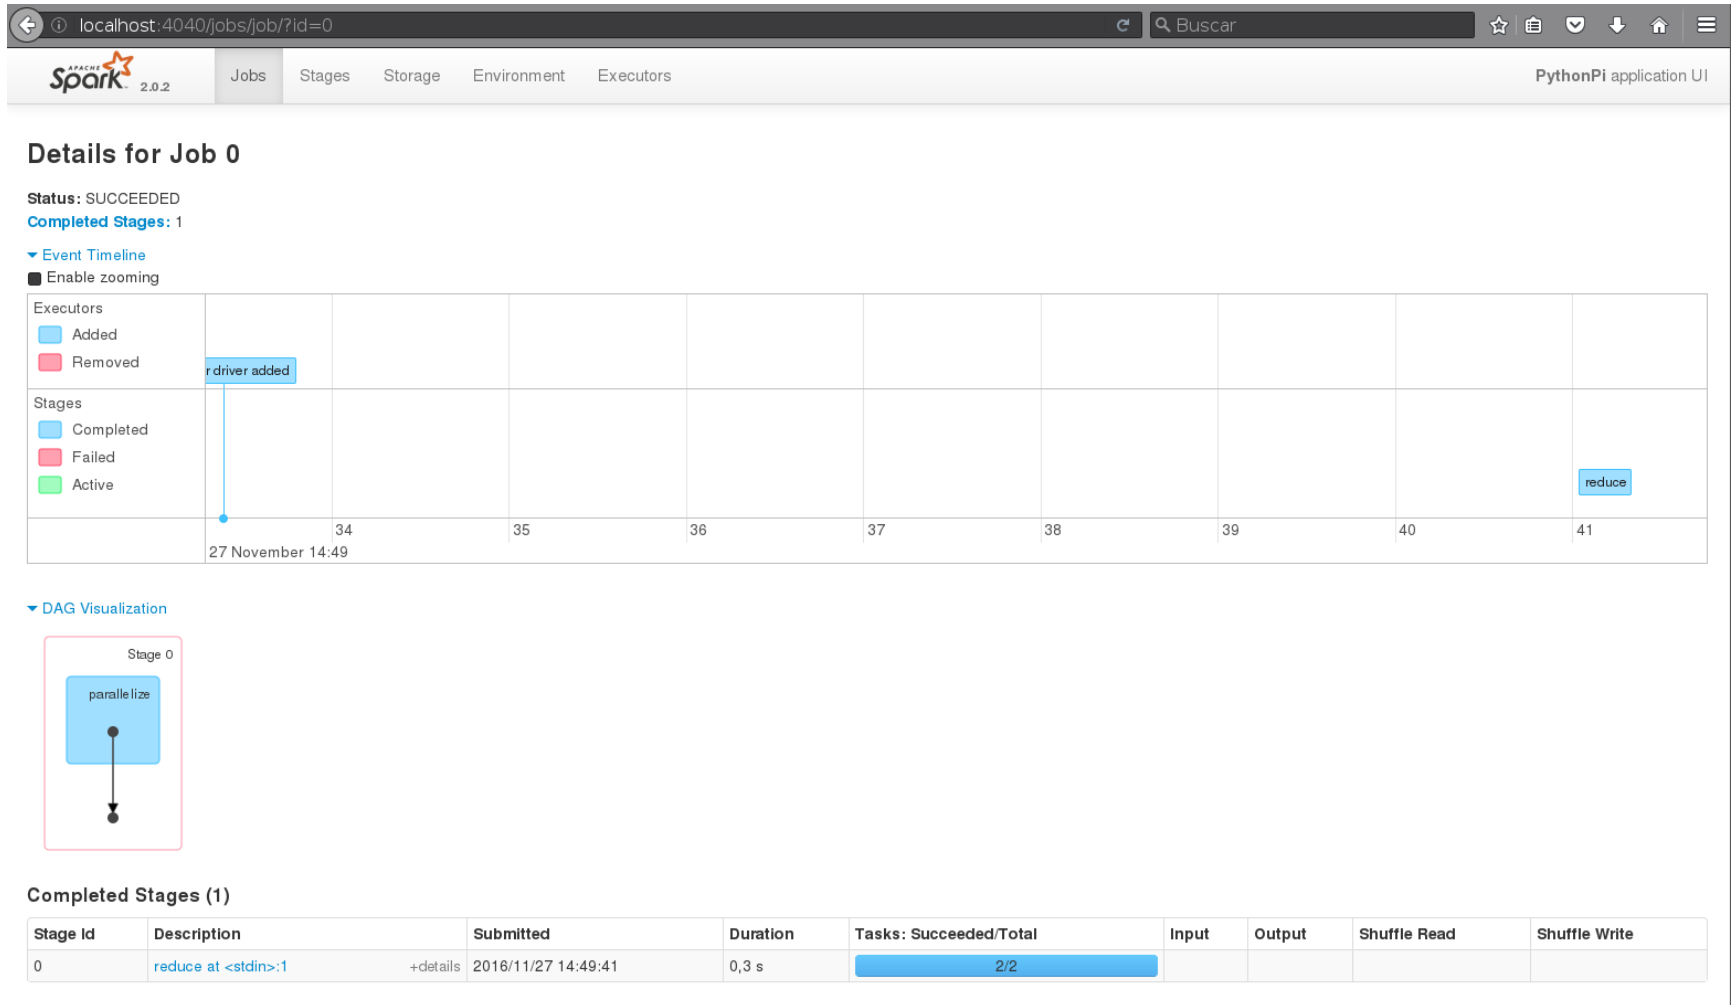 localhost:4040/jobs/job/?id=0
Buscar
APACHE
Spark 2.0.2
Jobs Stages Storage Environment Executors PythonPi application UI
Details for Job 0
Status: SUCCEEDED
Completed Stages: 1
Event Timeline
Enable zooming
Executors
Added
Removed
r driver added
Stages
Completed
Failed
Active
reduce
34 35 36 37 38 39 40 41
27 November 14:49
DAG Visualization
Stage 0
parallelize
Completed Stages (1)
Stage Id Description Submitted Duration Tasks: Succeeded/Total Input Output Shuffle Read Shuffle Write
0 reduce at <stdin>:1 +details 2016/11/27 14:49:41 0,3 s 2/2